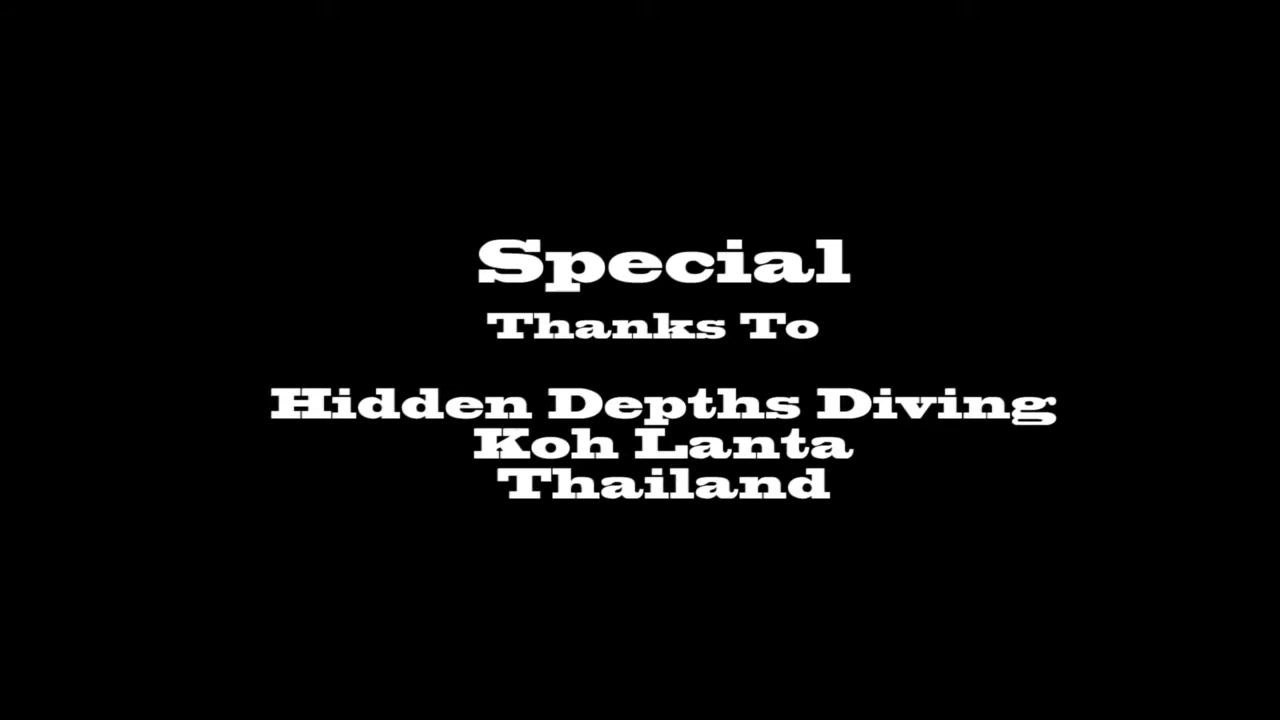 Special
Thanks To
Hidden Depths Diving
Koh Lanta
Thailand